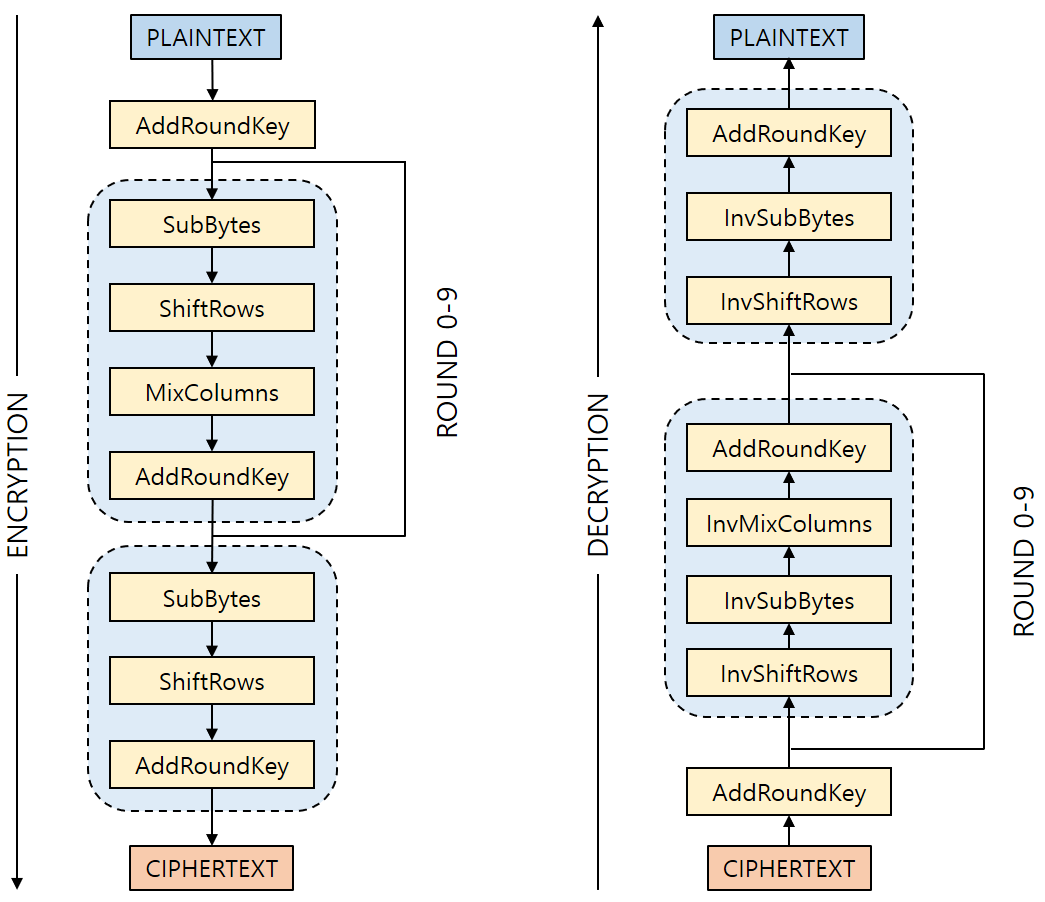 ENCRYPTION
PLAINTEXT
AddRoundKey
SubBytes
ShiftRows
MixColumns
AddRoundKey
ROUND 0-9
SubBytes
ShiftRows
AddRoundKey
CIPHERTEXT
DECRYPTION
PLAINTEXT
AddRoundKey
InvSubBytes
InvShiftRows
AddRoundKey
InvMixColumns
InvSubBytes
InvShiftRows
ROUND 0-9
AddRoundKey
CIPHERTEXT